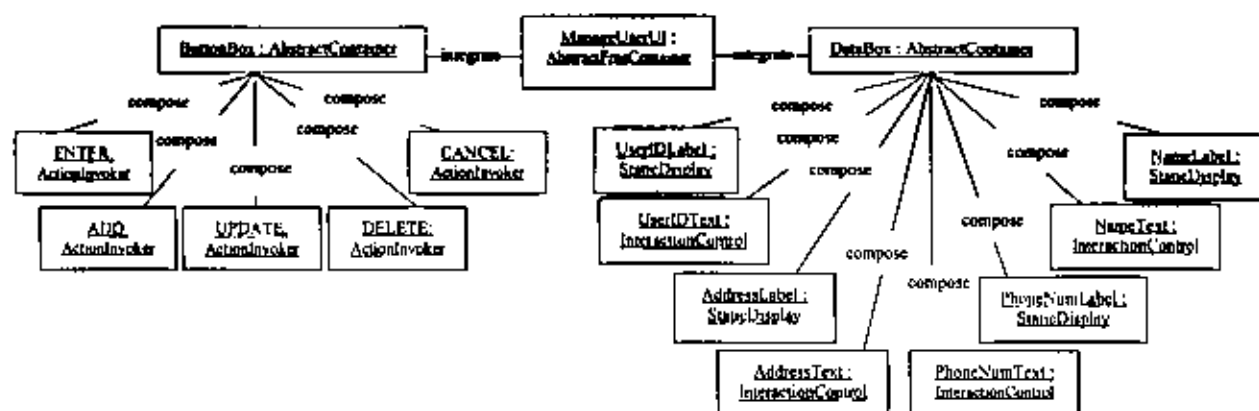 ButtonBox : AbstractContainer
integrate
ManageUserUI :
AbstractFreeContainer
integrate
DataBox : AbstractContainer
compose
compose
compose
compose
compose
ENTER:
ActionInvoker
CANCEL:
ActionInvoker
ADD:
ActionInvoker
UPDATE:
ActionInvoker
DELETE:
ActionInvoker
compose
compose
compose
compose
compose
compose
compose
compose
UserIDLabel :
StaticDisplay
NameLabel :
StaticDisplay
UserIDText :
InteractionControl
NameText :
InteractionControl
AddressLabel :
StaticDisplay
PhoneNumLabel :
StaticDisplay
AddressText :
InteractionControl
PhoneNumText :
InteractionControl